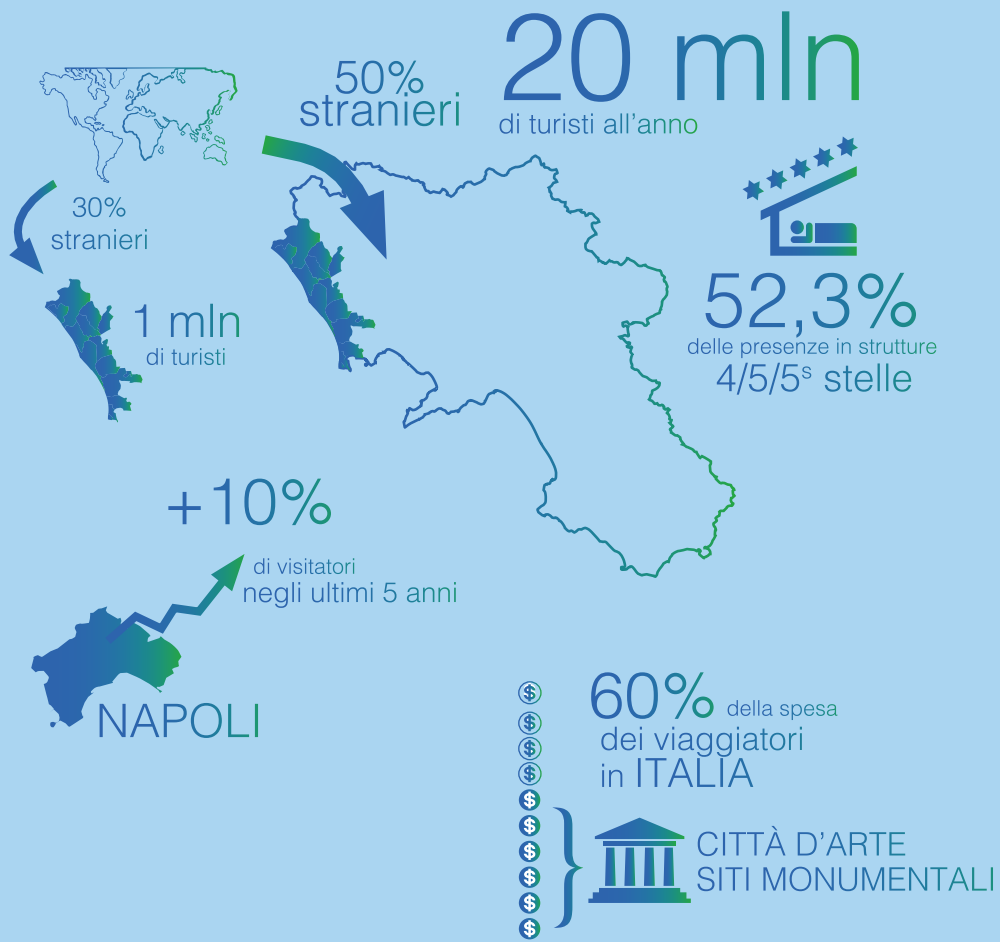 20 mln
di turisti all'anno
50%
stranieri
30%
stranieri
1 mln
di turisti
52,3%
delle presenze in strutture
4/5/5s stelle
+10%
di visitatori
negli ultimi 5 anni
NAPOLI
60% della spesa
dei viaggiatori
in ITALIA
CITTÀ D'ARTE
SITI MONUMENTALI
$
$
$
$
$
$
$
$
$
$